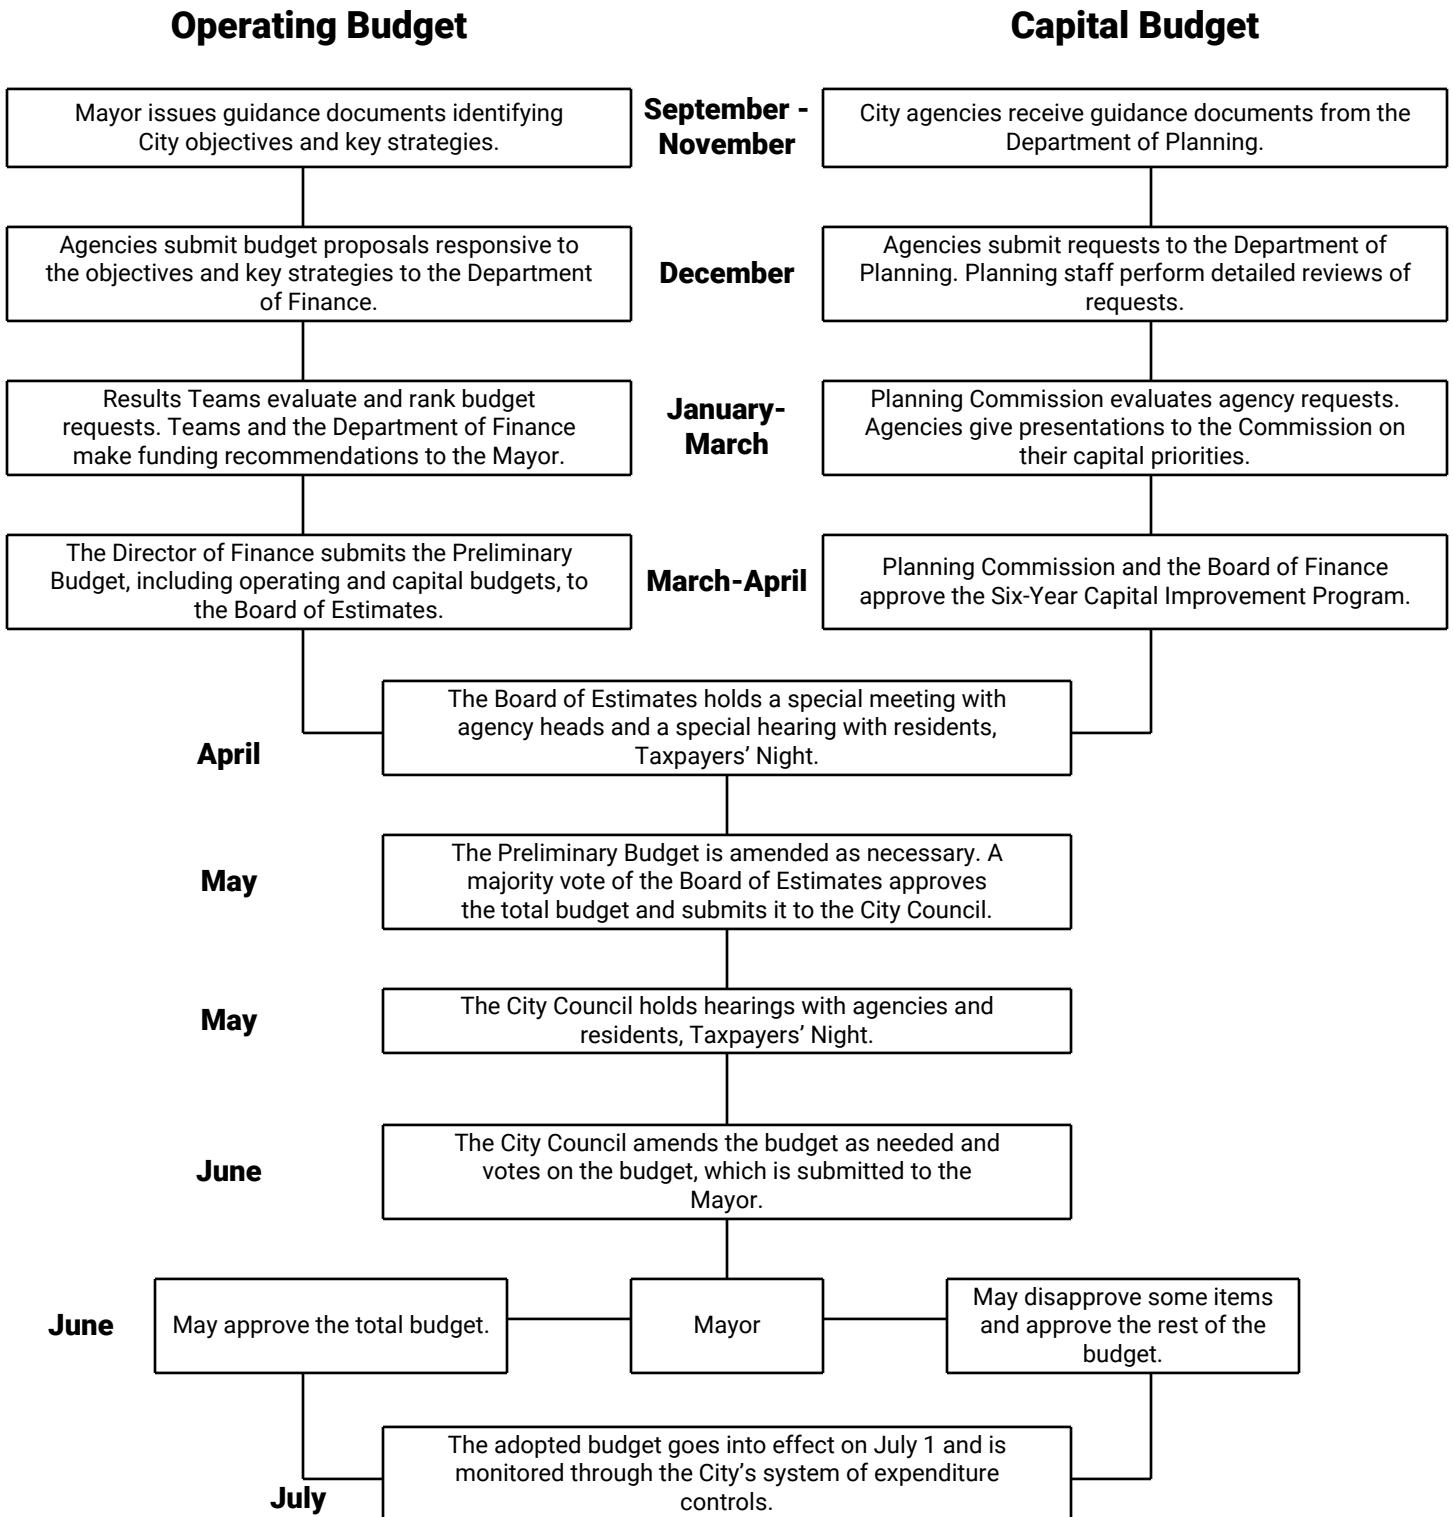 Operating Budget
Capital Budget
Mayor issues guidance documents identifying
City objectives and key strategies.
September -
November
City agencies receive guidance documents from the
Department of Planning.
Agencies submit budget proposals responsive to
the objectives and key strategies to the Department
of Finance.
December
Agencies submit requests to the Department of
Planning. Planning staff perform detailed reviews of
requests.
Results Teams evaluate and rank budget
requests. Teams and the Department of Finance
make funding recommendations to the Mayor.
January-
March
Planning Commission evaluates agency requests.
Agencies give presentations to the Commission on
their capital priorities.
The Director of Finance submits the Preliminary
Budget, including operating and capital budgets, to
the Board of Estimates.
March-April
Planning Commission and the Board of Finance
approve the Six-Year Capital Improvement Program.
April
The Board of Estimates holds a special meeting with
agency heads and a special hearing with residents,
Taxpayers’ Night.
May
The Preliminary Budget is amended as necessary. A
majority vote of the Board of Estimates approves
the total budget and submits it to the City Council.
May
The City Council holds hearings with agencies and
residents, Taxpayers’ Night.
June
The City Council amends the budget as needed and
votes on the budget, which is submitted to the
Mayor.
June
May approve the total budget.
Mayor
May disapprove some items
and approve the rest of the
budget.
July
The adopted budget goes into effect on July 1 and is
monitored through the City’s system of expenditure
controls.